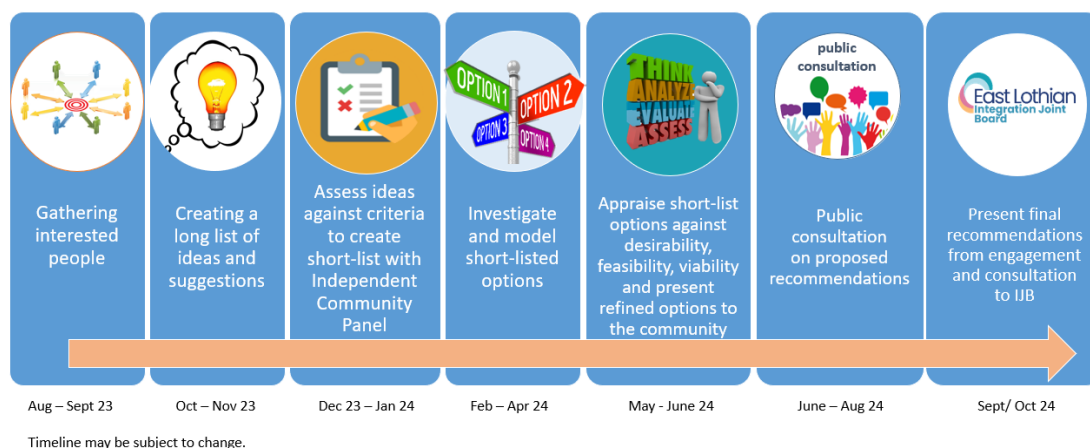 Gathering
interested
people
Aug – Sept 23
Creating a
long list of
ideas and
suggestions
Oct – Nov 23
Assess ideas
against criteria
to create
short-list with
Independent
Community
Panel
Dec 23 – Jan 24
OPTION 1
OPTION 2
OPTION 3
OPTION 4
Investigate
and model
short-listed
options
Feb – Apr 24
THINK
ANALYZE
EVALUATE
ASSESS
Appraise short-list
options against
desirability,
feasibility, viability
and present
refined options to
the community
May - June 24
public
consultation
Public
consultation
on proposed
recommendations
June – Aug 24
East Lothian
Integration Joint
Board
Present final
recommendations
from engagement
and consultation
to IJB
Sept/ Oct 24
Timeline may be subject to change.